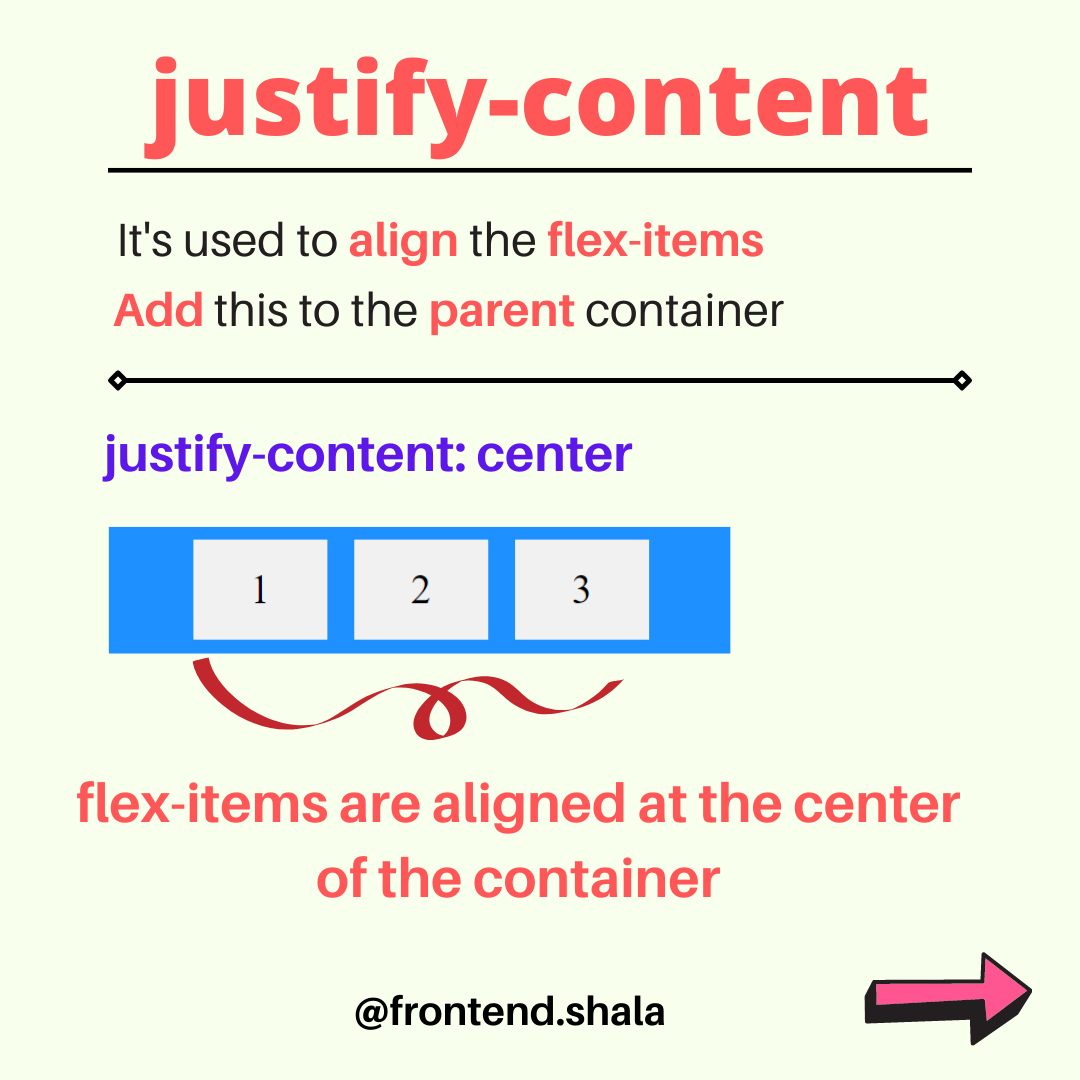 justify-content
It's used to align the flex-items
Add this to the parent container
justify-content: center
1 2 3
flex-items are aligned at the center
of the container
@frontend.shala